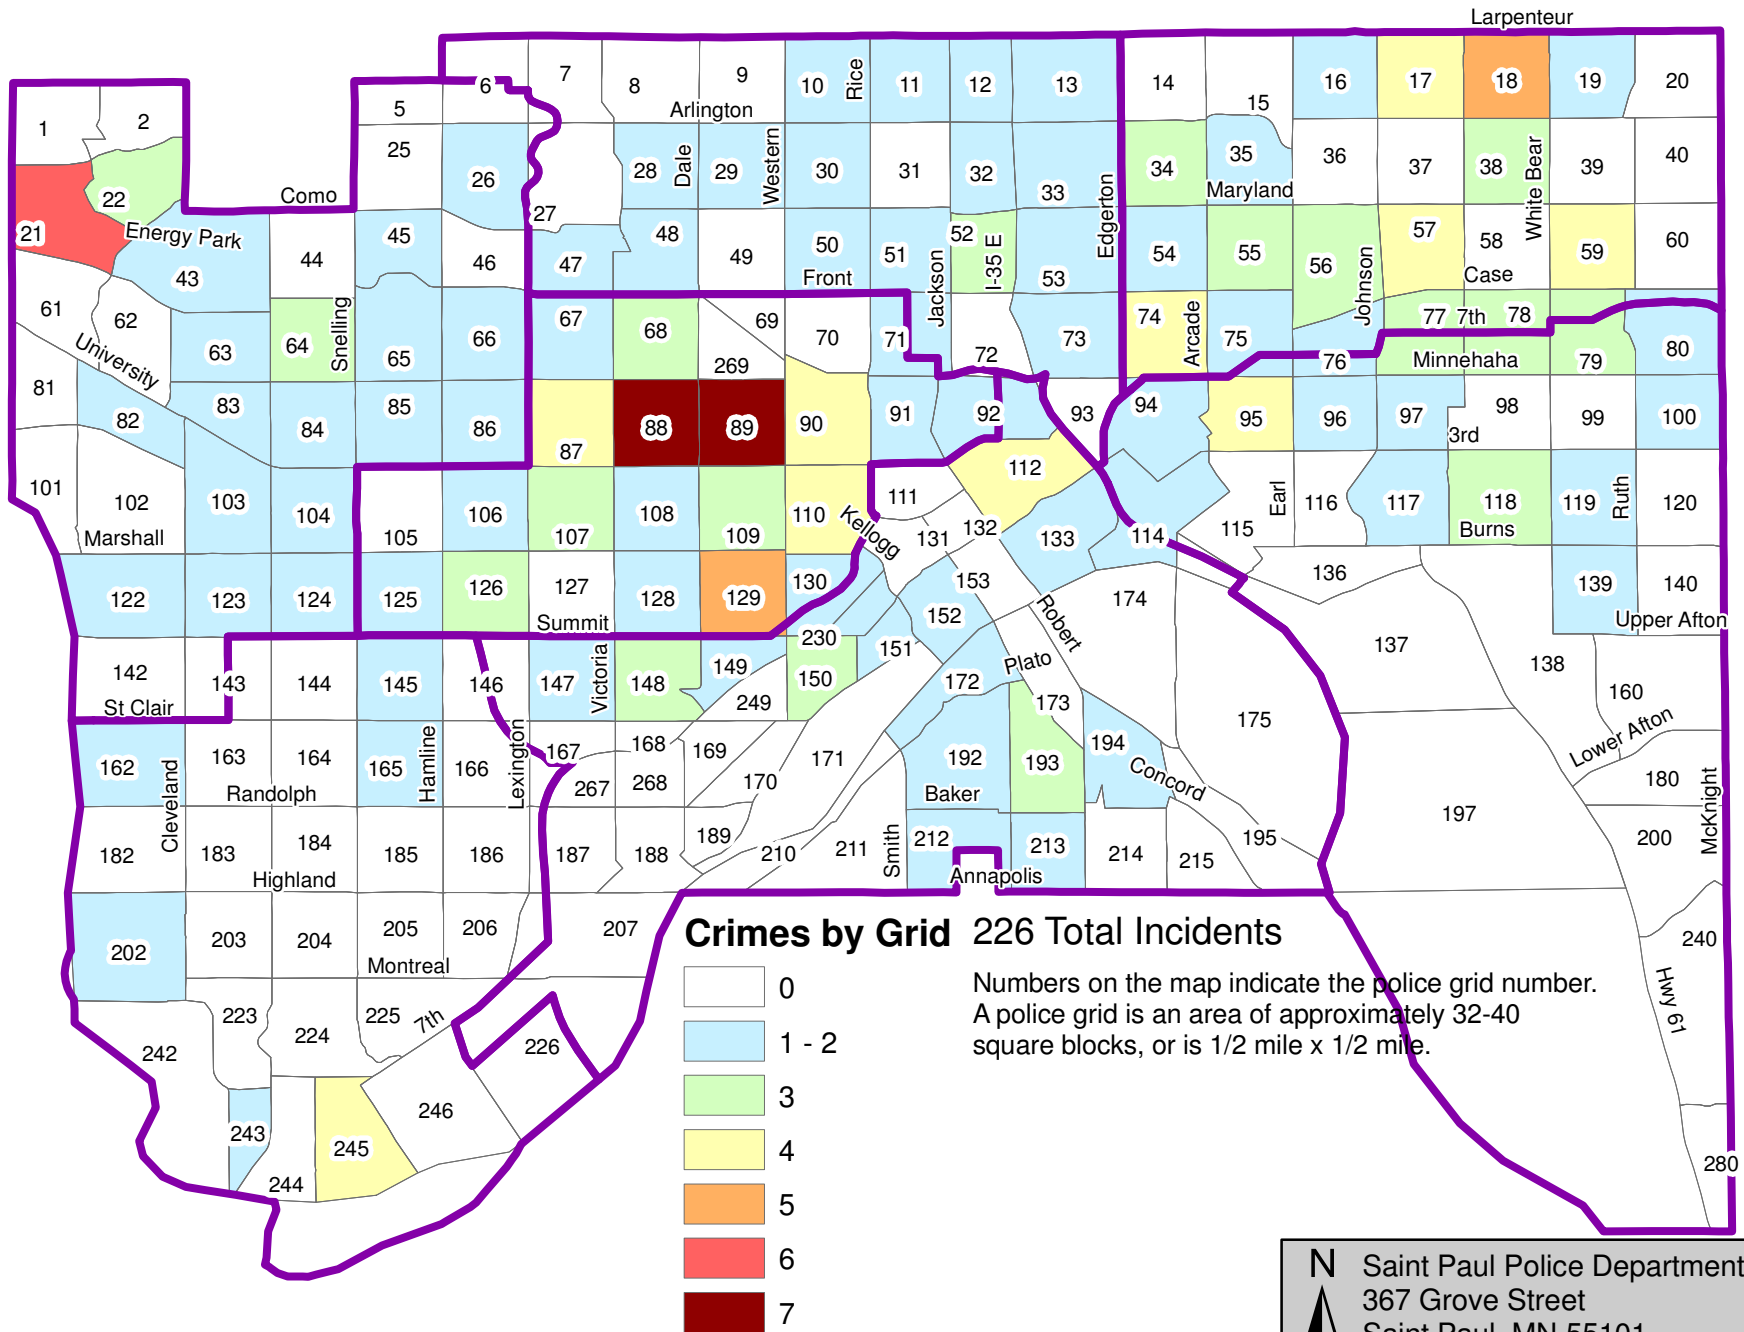 Larpenteur
6 7 8 9 10 Rice 11 12 13 14 15 16 17 18 19 20
5 Arlington
1 2
25 26 28 Dale 29 Western 30 31 32 33 34 35 36 37 38 White Bear 39 40
Como Maryland
22 27
21 Energy Park 45 48 50 52 I-35 E Edgerton 57 58 59 60
43 44 46 47 49 51 Jackson 53 54 55 56 Johnson
Front Case
61 62 Snelling 67 68 69 70 71 73 74 Arcade 75 77 7th 78
University 63 64 65 66 269 72 76 Minnehaha 79 80
81 82 83 84 85 86 87 88 89 90 91 92 93 94 95 96 97 98 99 100
3rd
101 102 103 104 105 106 107 108 109 110 Kellogg 111 112 Earl 116 117 118 119 Ruth 120
Marshall 131 132 133 114 115 Burns
122 123 124 125 126 127 128 129 130 153 152 Robert 174 136 139 140
Summit Upper Afton
142 143 144 145 146 147 Victoria 148 149 230 150 151 172 Plato 137 138 160
St Clair 249 173 175 Lower Afton
162 Cleveland 163 164 165 Hamline 166 Lexington 167 168 169 171 192 193 194 Concord 180 McKnight
Randolph 267 268 170 Baker 197
182 183 184 185 186 187 188 189 210 211 Smith 212 213 214 215 195 200
Highland Annapolis
202 203 204 205 206 207 240
Montreal
223 224 225 7th 226 Hwy 61
242 243 244 245 246 280
Crimes by Grid
226 Total Incidents
Numbers on the map indicate the police grid number.
A police grid is an area of approximately 32-40
square blocks, or is 1/2 mile x 1/2 mile.
0
1 - 2
3
4
5
6
7
N
Saint Paul Police Department
367 Grove Street
Saint Paul, MN 55101